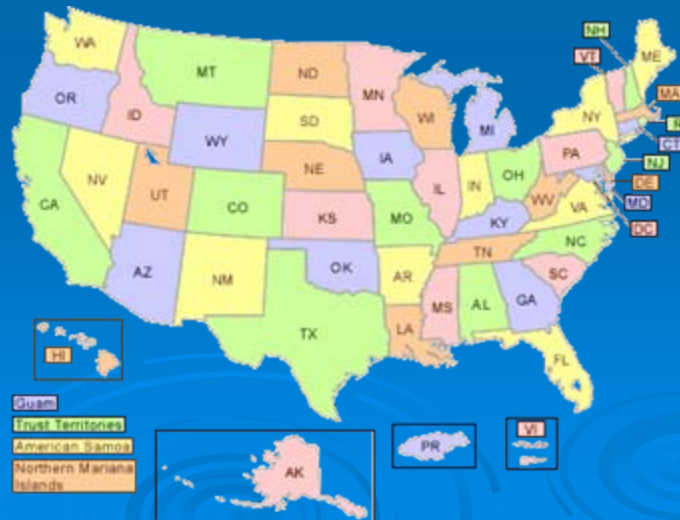 WA
MT
ND
MN
ME
NH
VT
OR
ID
WY
SD
WI
MI
NY
MA
R
CT
NV
UT
CO
NE
IA
IL
IN
OH
PA
NJ
DE
MD
DC
CA
KS
MO
KY
WV
VA
AZ
NM
OK
AR
TN
NC
TX
LA
MS
AL
GA
SC
FL
HI
Guam
Trust Territories
American Samoa
Northern Mariana
Islands
AK
PR
VI